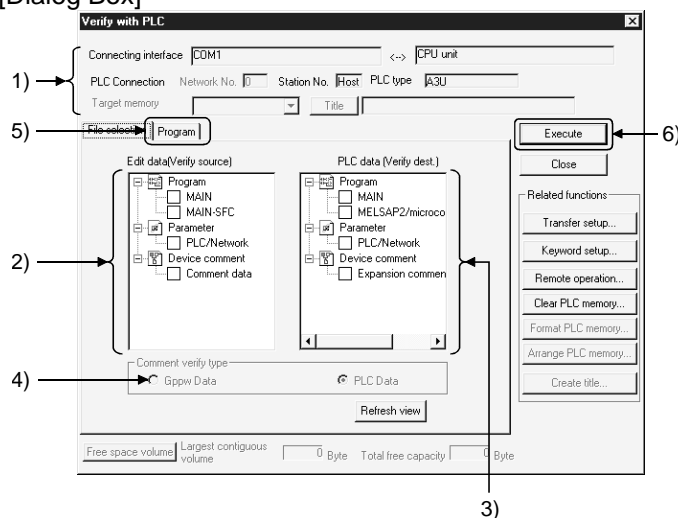 [Dialog Box]
Verify with PLC
Connecting interface COM1 <--> CPU unit
1) PLC Connection Network No. 0 Station No. Host PLC type A3U
Target memory Title
5) File selection Program
Execute 6)
Edit data(Verify source) PLC data (Verify dest.)
Close
Program Program
Related functions
MAIN MAIN
MAIN-SFC MELSAP2/microco
Transfer setup...
Parameter Parameter
PLC/Network PLC/Network
Keyword setup...
2) Device comment Device comment
Comment data Expansion commen
Remote operation...
Clear PLC memory...
Format PLC memory...
Arrange PLC memory...
Comment verify type
4) Gppw Data PLC Data
Create title...
Refresh view
Free space volume Largest contiguous volume 0 Byte Total free capacity 0 Byte
3)